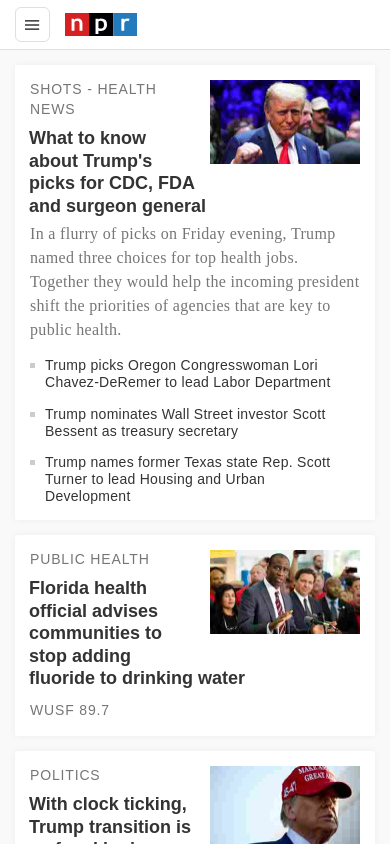 npr
SHOTS - HEALTH
NEWS
What to know
about Trump's
picks for CDC, FDA
and surgeon general
In a flurry of picks on Friday evening, Trump
named three choices for top health jobs.
Together they would help the incoming president
shift the priorities of agencies that are key to
public health.
Trump picks Oregon Congresswoman Lori
Chavez-DeRemer to lead Labor Department
Trump nominates Wall Street investor Scott
Bessent as treasury secretary
Trump names former Texas state Rep. Scott
Turner to lead Housing and Urban
Development
PUBLIC HEALTH
Florida health
official advises
communities to
stop adding
fluoride to drinking water
WUSF 89.7
POLITICS
MAKE AM
GREAT A
45-47
With clock ticking,
Trump transition is